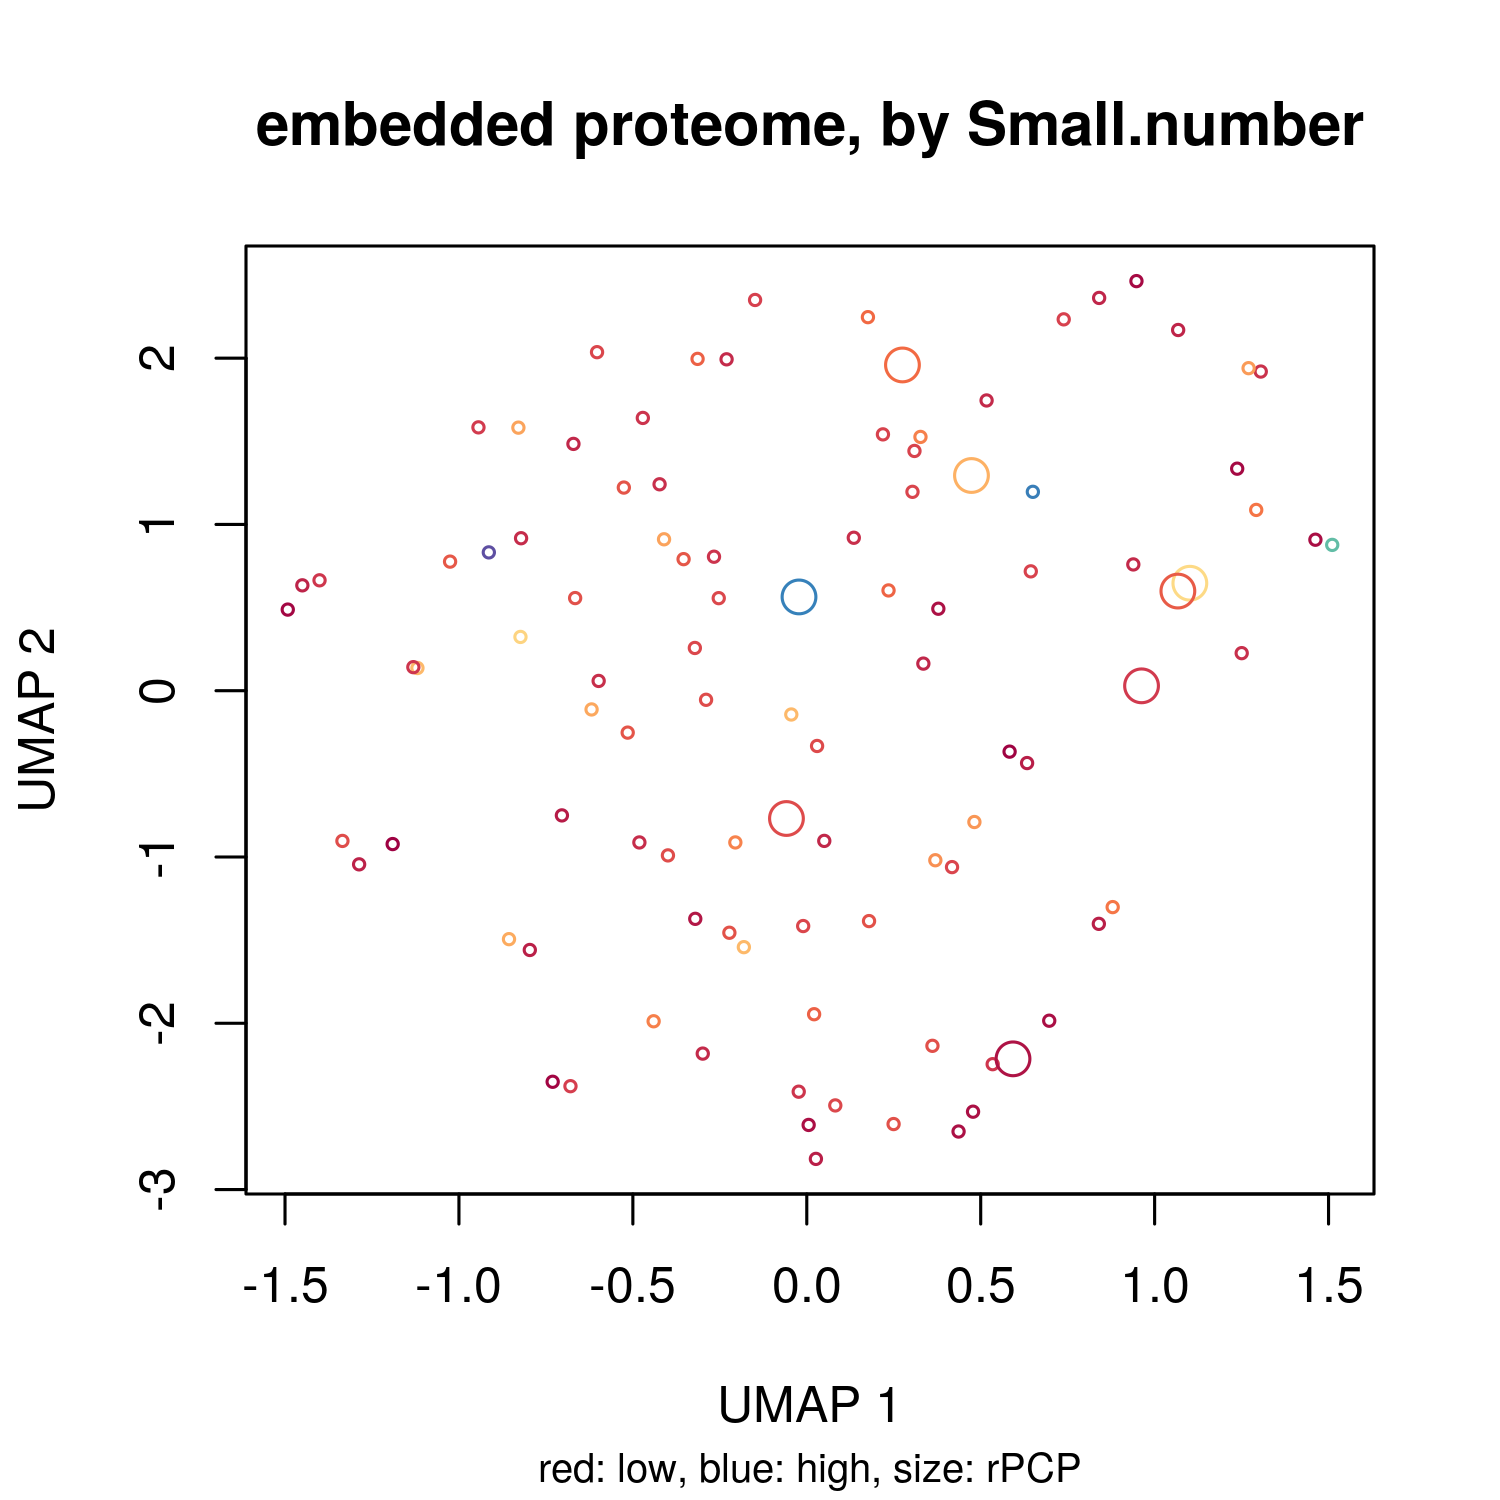 embedded proteome, by Small.number
UMAP 2
2
1
0
-1
-2
-3
-1.5 -1.0 -0.5 0.0 0.5 1.0 1.5
UMAP 1
red: low, blue: high, size: rPCP